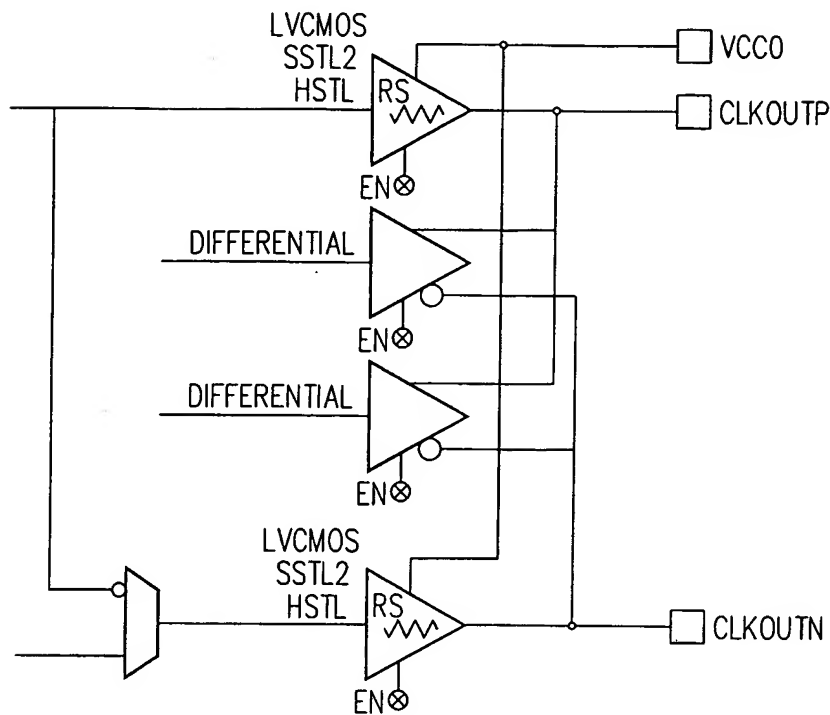 LVCMOS
SSTL2
HSTL
RS
EN
VCCO
CLKOUTP
DIFFERENTIAL
EN
DIFFERENTIAL
EN
LVCMOS
SSTL2
HSTL
RS
EN
CLKOUTN